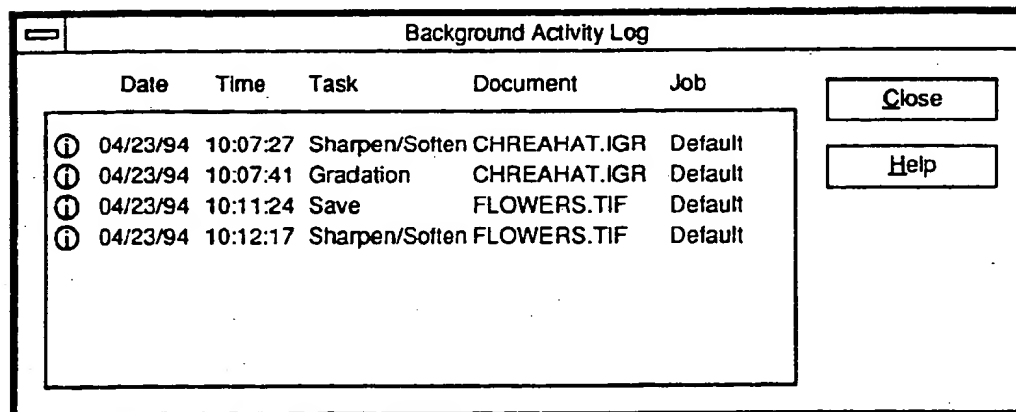 Background Activity Log
Date Time Task Document Job
04/23/94 10:07:27 Sharpen/Soften CHREAHAT.IGR Default
04/23/94 10:07:41 Gradation CHREAHAT.IGR Default
04/23/94 10:11:24 Save FLOWERS.TIF Default
04/23/94 10:12:17 Sharpen/Soften FLOWERS.TIF Default
Close
Help